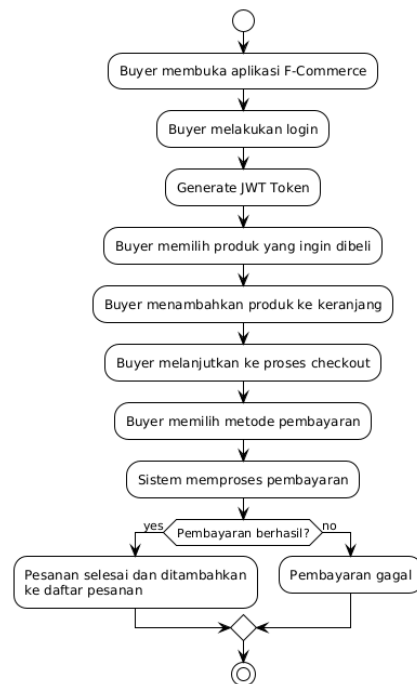 Buyer membuka aplikasi F-Commerce
Buyer melakukan login
Generate JWT Token
Buyer memilih produk yang ingin dibeli
Buyer menambahkan produk ke keranjang
Buyer melanjutkan ke proses checkout
Buyer memilih metode pembayaran
Sistem memproses pembayaran
yes
Pembayaran berhasil?
no
Pesanan selesai dan ditambahkan
ke daftar pesanan
Pembayaran gagal